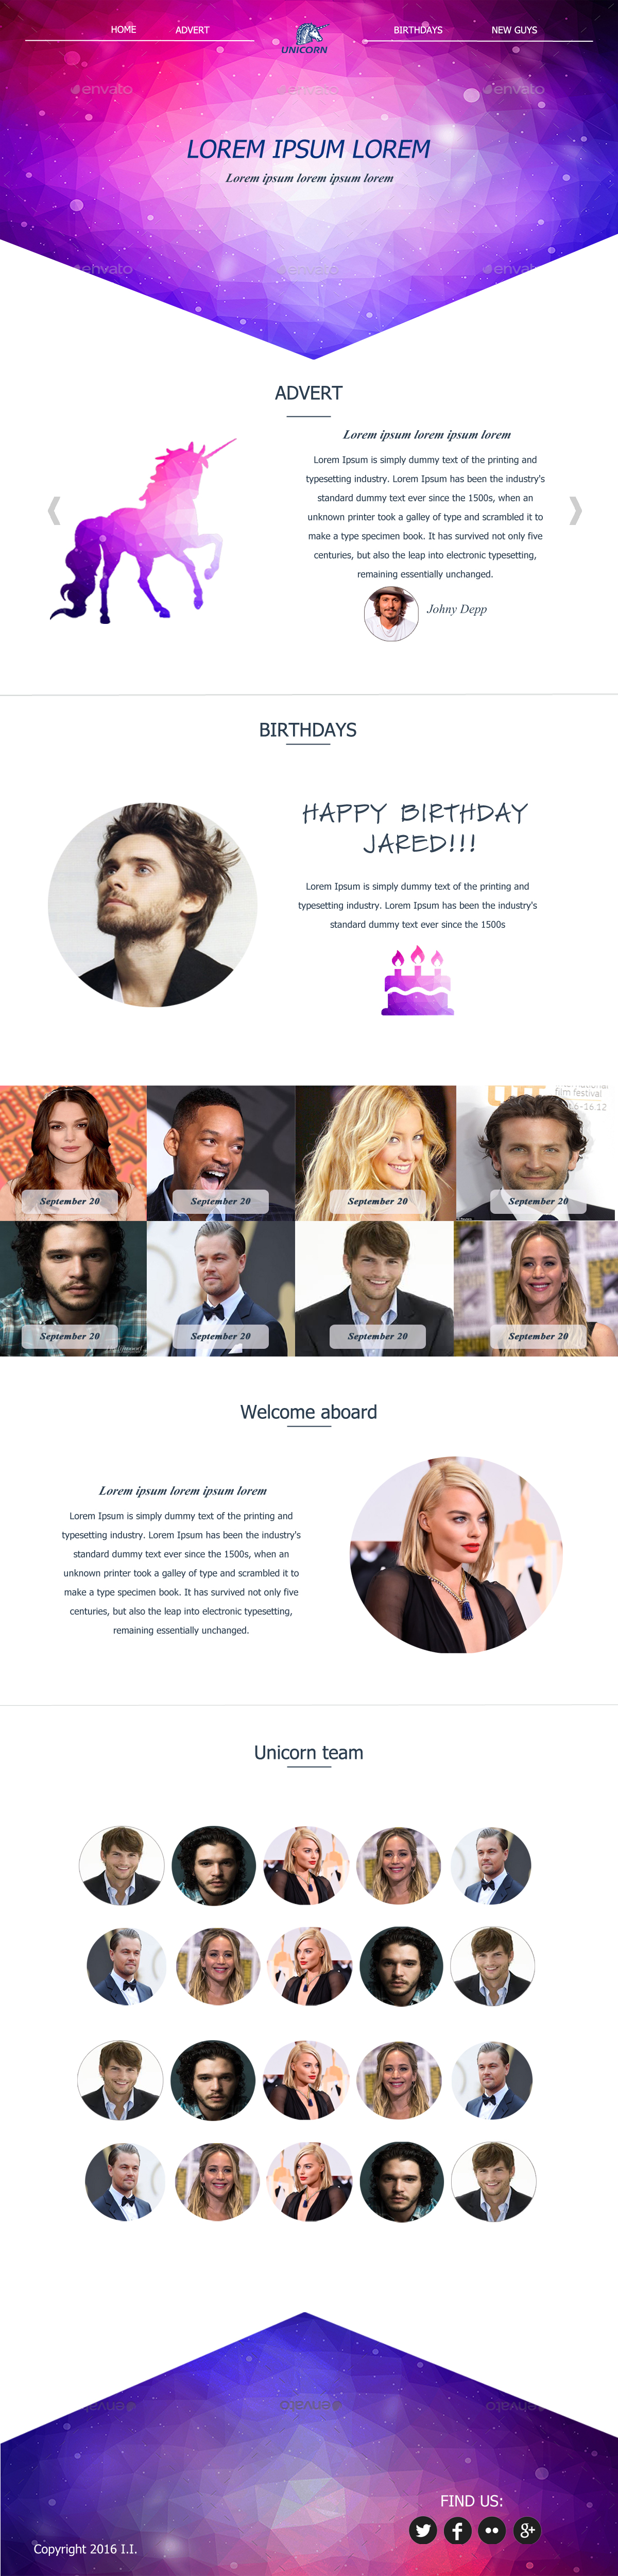 HOME ADVERT UNICORN BIRTHDAYS NEW GUYS
envato envato envato
LOREM IPSUM LOREM
Lorem ipsum lorem ipsum lorem
envato envato envato
ADVERT
Lorem ipsum lorem ipsum lorem
Lorem Ipsum is simply dummy text of the printing and
typesetting industry. Lorem Ipsum has been the industry's
standard dummy text ever since the 1500s, when an
unknown printer took a galley of type and scrambled it to
make a type specimen book. It has survived not only five
centuries, but also the leap into electronic typesetting,
remaining essentially unchanged.
Johny Depp
BIRTHDAYS
HAPPY BIRTHDAY
JARED!!!
Lorem Ipsum is simply dummy text of the printing and
typesetting industry. Lorem Ipsum has been the industry's
standard dummy text ever since the 1500s
film festival
6-16.12
September 20 September 20 September 20 September 20
September 20 September 20 September 20 September 20
Welcome aboard
Lorem ipsum lorem ipsum lorem
Lorem Ipsum is simply dummy text of the printing and
typesetting industry. Lorem Ipsum has been the industry's
standard dummy text ever since the 1500s, when an
unknown printer took a galley of type and scrambled it to
make a type specimen book. It has survived not only five
centuries, but also the leap into electronic typesetting,
remaining essentially unchanged.
Unicorn team
envato envato envato
FIND US:
Copyright 2016 I.I.